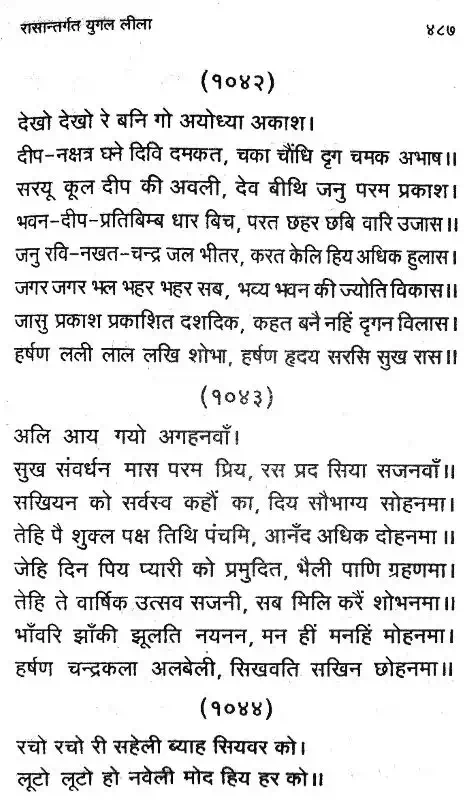 रासान्तर्गत युगल लीला ४८७
(१०४२)
देखो देखो रे बनि गो अयोध्या अकाश।
दीप-नक्षत्र घने दिवि दमकत, चका चौंधि दृग चमक अभाष॥
सरयू कूल दीप की अवली, देव बीथि जनु परम प्रकाश।
भवन-दीप-प्रतिबिम्ब धार बिच, परत छहर छबि वारि उजास॥
जनु रवि-नखत-चन्द्र जल भीतर, करत केलि हिय अधिक हुलास।
जगर जगर भल भहर भहर सब, भव्य भवन की ज्योति विकास॥
जासु प्रकाश प्रकाशित दशदिक, कहत बनै नहिं दृगन विलास।
हर्षण लली लाल लखि शोभा, हर्षण हृदय सरसि सुख रास॥
(१०४३)
अलि आय गयो अगहनवाँ।
सुख संवर्धन मास परम प्रिय, रस प्रद सिया सजनवाँ॥
सखियन को सर्वस्व कहौं का, दिय सौभाग्य सोहनमा।
तेहि पै शुक्ल पक्ष तिथि पंचमि, आनँद अधिक दोहनमा॥
जेहि दिन पिय प्यारी को प्रमुदित, भैली पाणि ग्रहणमा।
तेहि ते वार्षिक उत्सव सजनी, सब मिलि करैं शोभनमा॥
भाँवरि झाँकी झूलति नयनन, मन हीं मनहिं मोहनमा।
हर्षण चन्द्रकला अलबेली, सिखवति सखिन छोहनमा॥
(१०४४)
रचो रचो री सहेली ब्याह सियवर को।
लूटो लूटो हो नवेली मोद हिय हर को॥